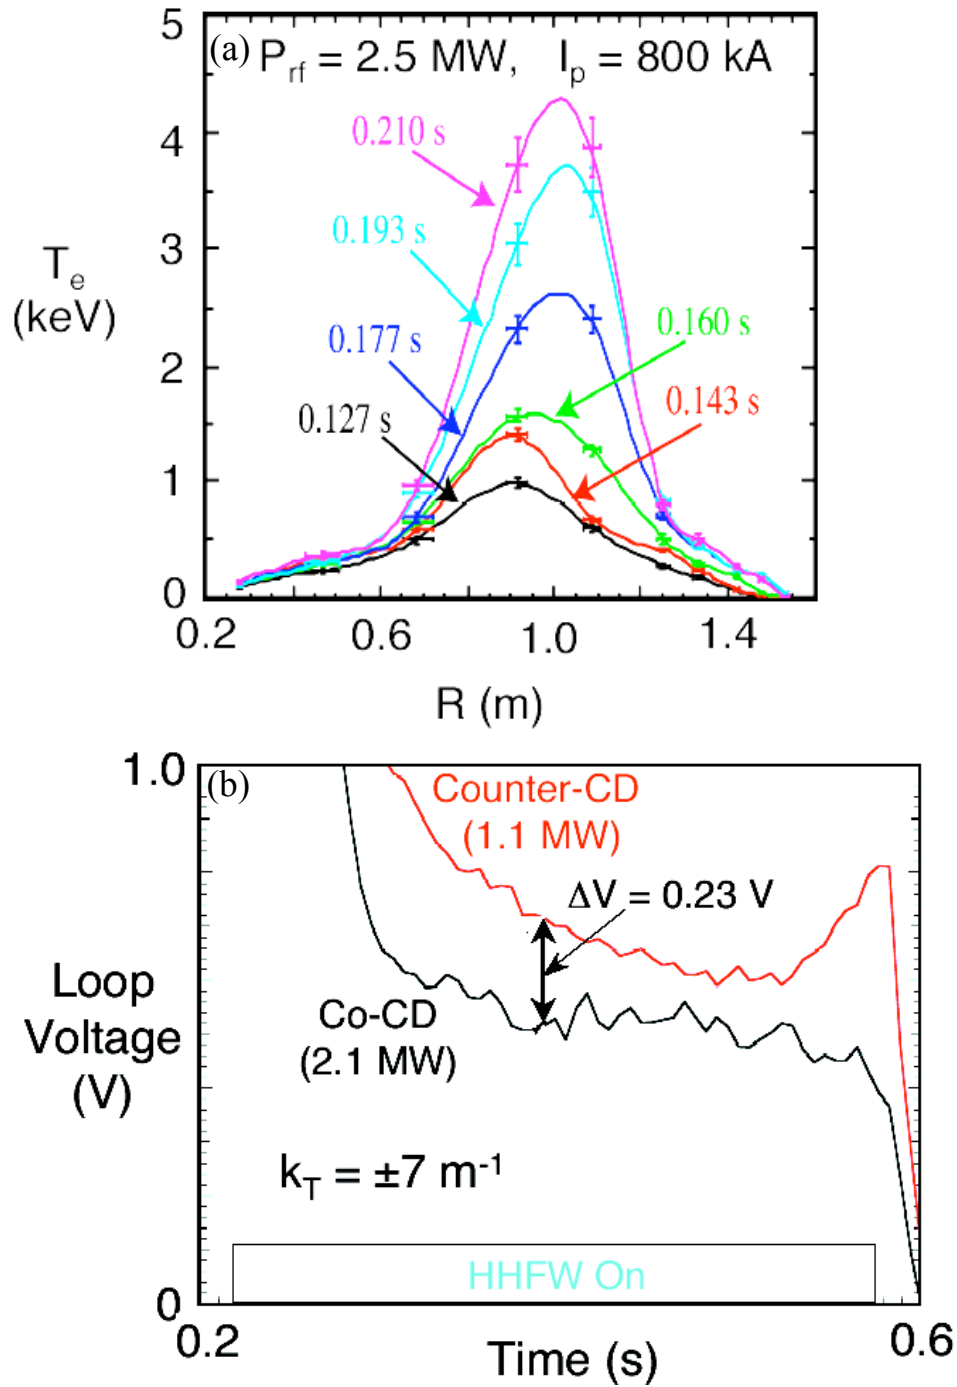 (a) P_rf = 2.5 MW, I_p = 800 kA
5
4
3
2
1
0
T_e
(keV)
0.210 s
0.193 s
0.177 s
0.127 s
0.160 s
0.143 s
0.2 0.6 1.0 1.4
R (m)
(b)
1.0
0
Loop
Voltage
(V)
Counter-CD
(1.1 MW)
ΔV = 0.23 V
Co-CD
(2.1 MW)
k_T = ±7 m⁻¹
HHFW On
0.2 0.6
Time (s)